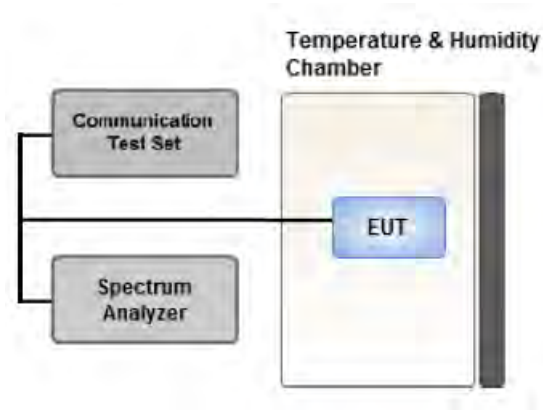 Temperature & Humidity
Chamber
Communication
Test Set
EUT
Spectrum
Analyzer